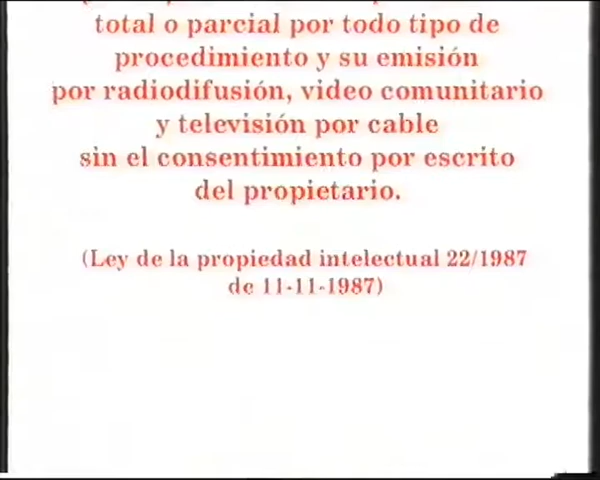 total o parcial por todo tipo de
procedimiento y su emisión
por radiodifusión, video comunitario
y televisión por cable
sin el consentimiento por escrito
del propietario.
(Ley de la propiedad intelectual 22/1987
de 11-11-1987)